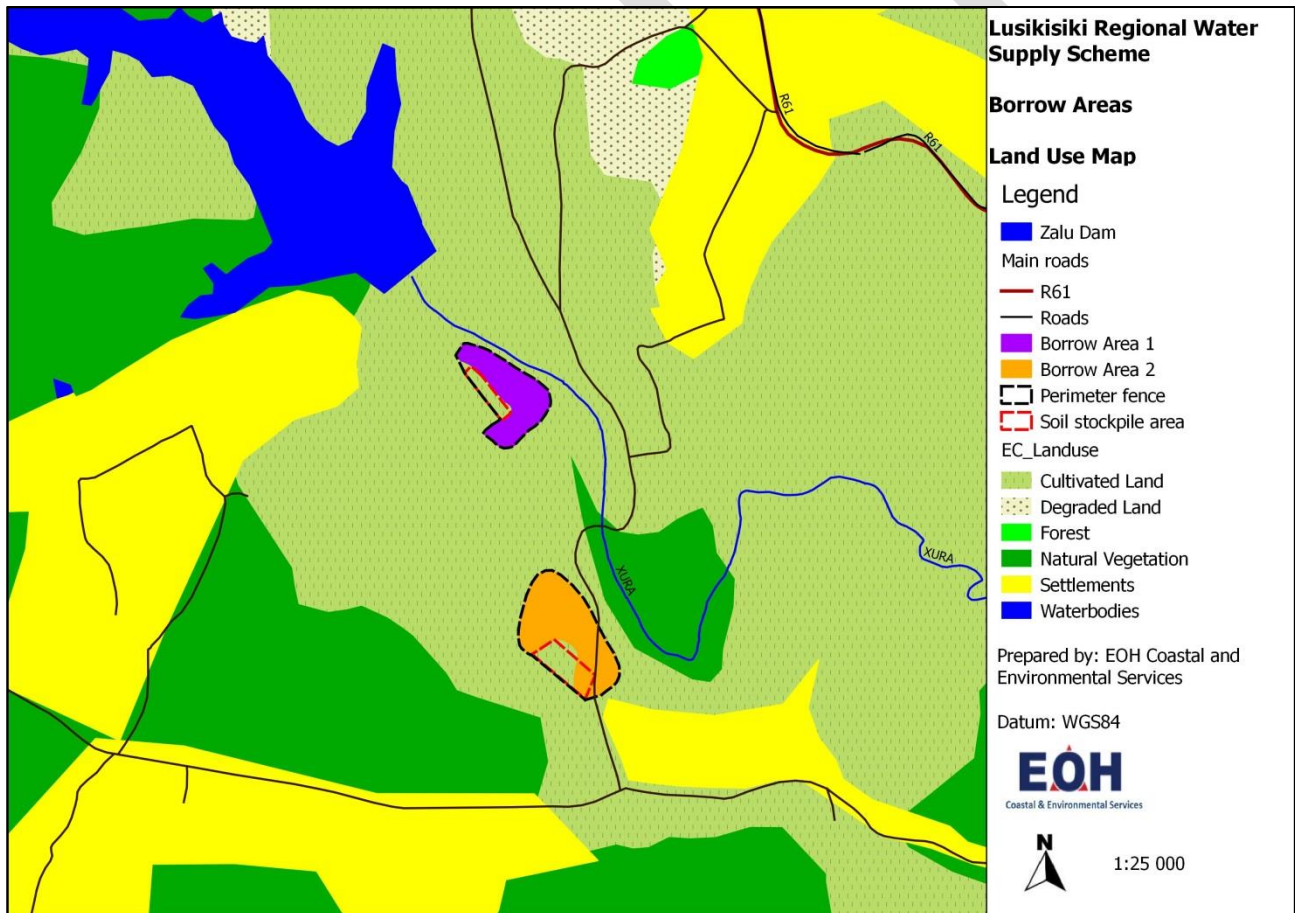 Lusikisiki Regional Water
Supply Scheme
Borrow Areas
Land Use Map
Legend
Zalu Dam
Main roads
R61
Roads
Borrow Area 1
Borrow Area 2
Perimeter fence
Soil stockpile area
EC_Landuse
Cultivated Land
Degraded Land
Forest
Natural Vegetation
Settlements
Waterbodies
Prepared by: EOH Coastal and
Environmental Services
Datum: WGS84
EOH
Coastal & Environmental Services
N
1:25 000
R61
R61
XURA
XURA